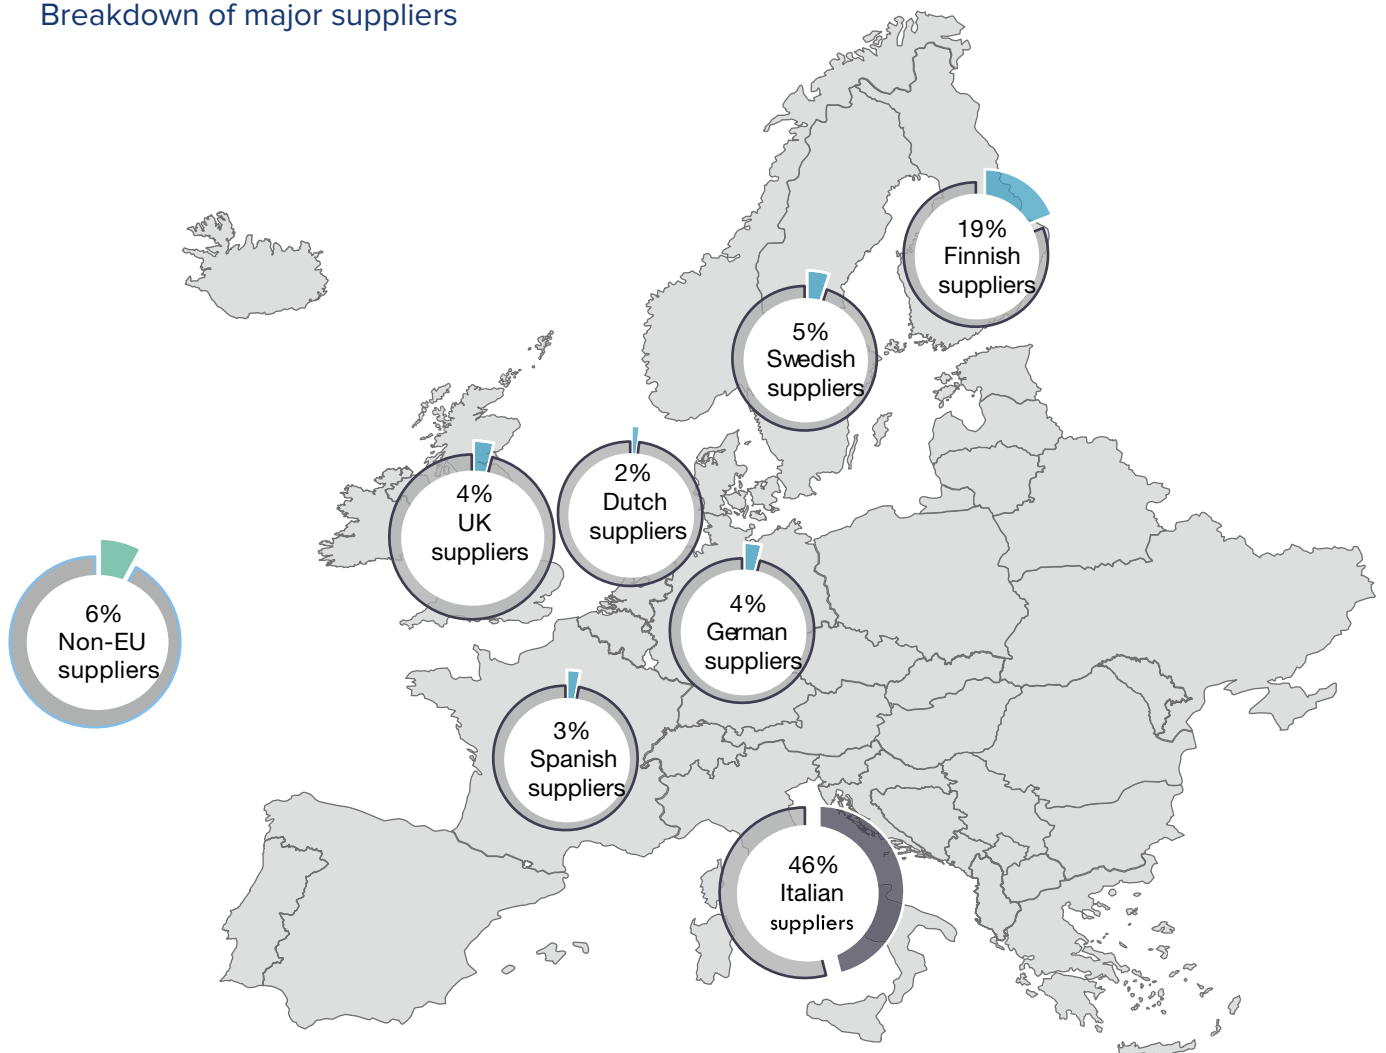 Breakdown of major suppliers
19%
Finnish
suppliers
5%
Swedish
suppliers
4%
UK
suppliers
2%
Dutch
suppliers
6%
Non-EU
suppliers
4%
German
suppliers
3%
Spanish
suppliers
46%
Italian
suppliers